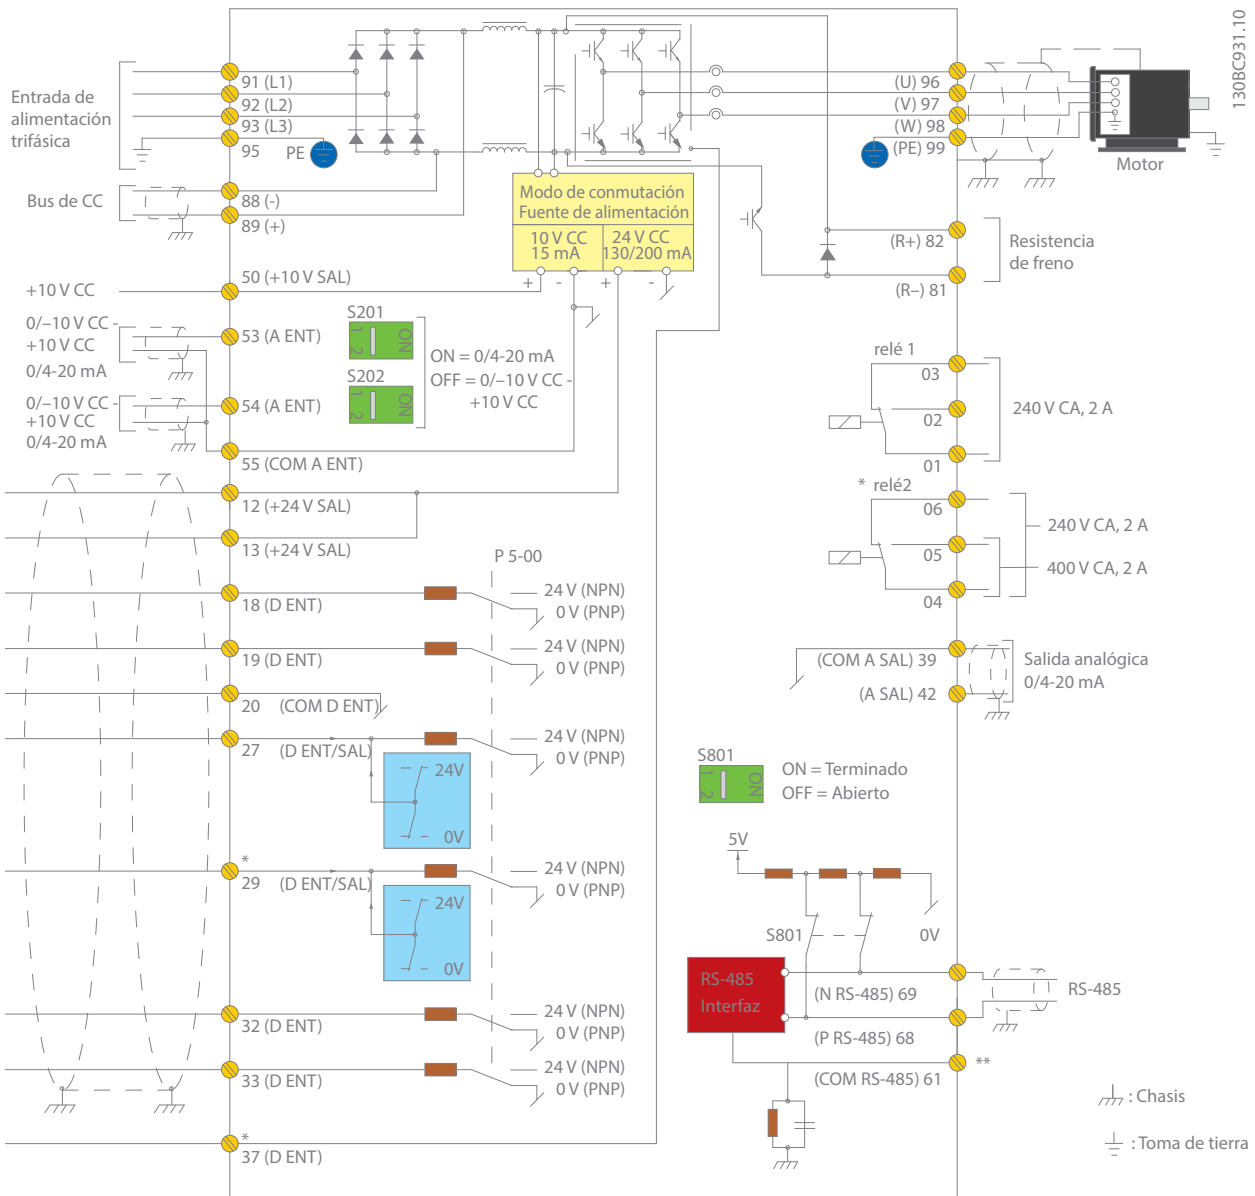 130BC931.10
Entrada de
alimentación
trifásica
91 (L1)
92 (L2)
93 (L3)
95
PE
Bus de CC
88 (-)
89 (+)
+10 V CC
50 (+10 V SAL)
0/−10 V CC -
+10 V CC
0/4-20 mA
53 (A ENT)
0/−10 V CC -
+10 V CC
0/4-20 mA
54 (A ENT)
55 (COM A ENT)
12 (+24 V SAL)
13 (+24 V SAL)
18 (D ENT)
19 (D ENT)
20 (COM D ENT)
27 (D ENT/SAL)
*
29 (D ENT/SAL)
32 (D ENT)
33 (D ENT)
*
37 (D ENT)
Modo de conmutación
Fuente de alimentación
10 V CC
15 mA
24 V CC
130/200 mA
+ - + -
S201
1 2 ON
S202
1 2 ON
ON = 0/4-20 mA
OFF = 0/−10 V CC -
+10 V CC
P 5-00
24 V (NPN)
0 V (PNP)
24 V (NPN)
0 V (PNP)
24 V (NPN)
0 V (PNP)
24V
0V
24 V (NPN)
0 V (PNP)
24V
0V
24 V (NPN)
0 V (PNP)
24 V (NPN)
0 V (PNP)
(U) 96
(V) 97
(W) 98
(PE) 99
Motor
(R+) 82
(R−) 81
Resistencia
de freno
relé 1
03
02
01
240 V CA, 2 A
* relé2
06
05
04
240 V CA, 2 A
400 V CA, 2 A
(COM A SAL) 39
(A SAL) 42
Salida analógica
0/4-20 mA
S801
1 2 ON
ON = Terminado
OFF = Abierto
5V
S801
0V
RS-485
Interfaz
(N RS-485) 69
(P RS-485) 68
(COM RS-485) 61
**
RS-485
: Chasis
: Toma de tierra